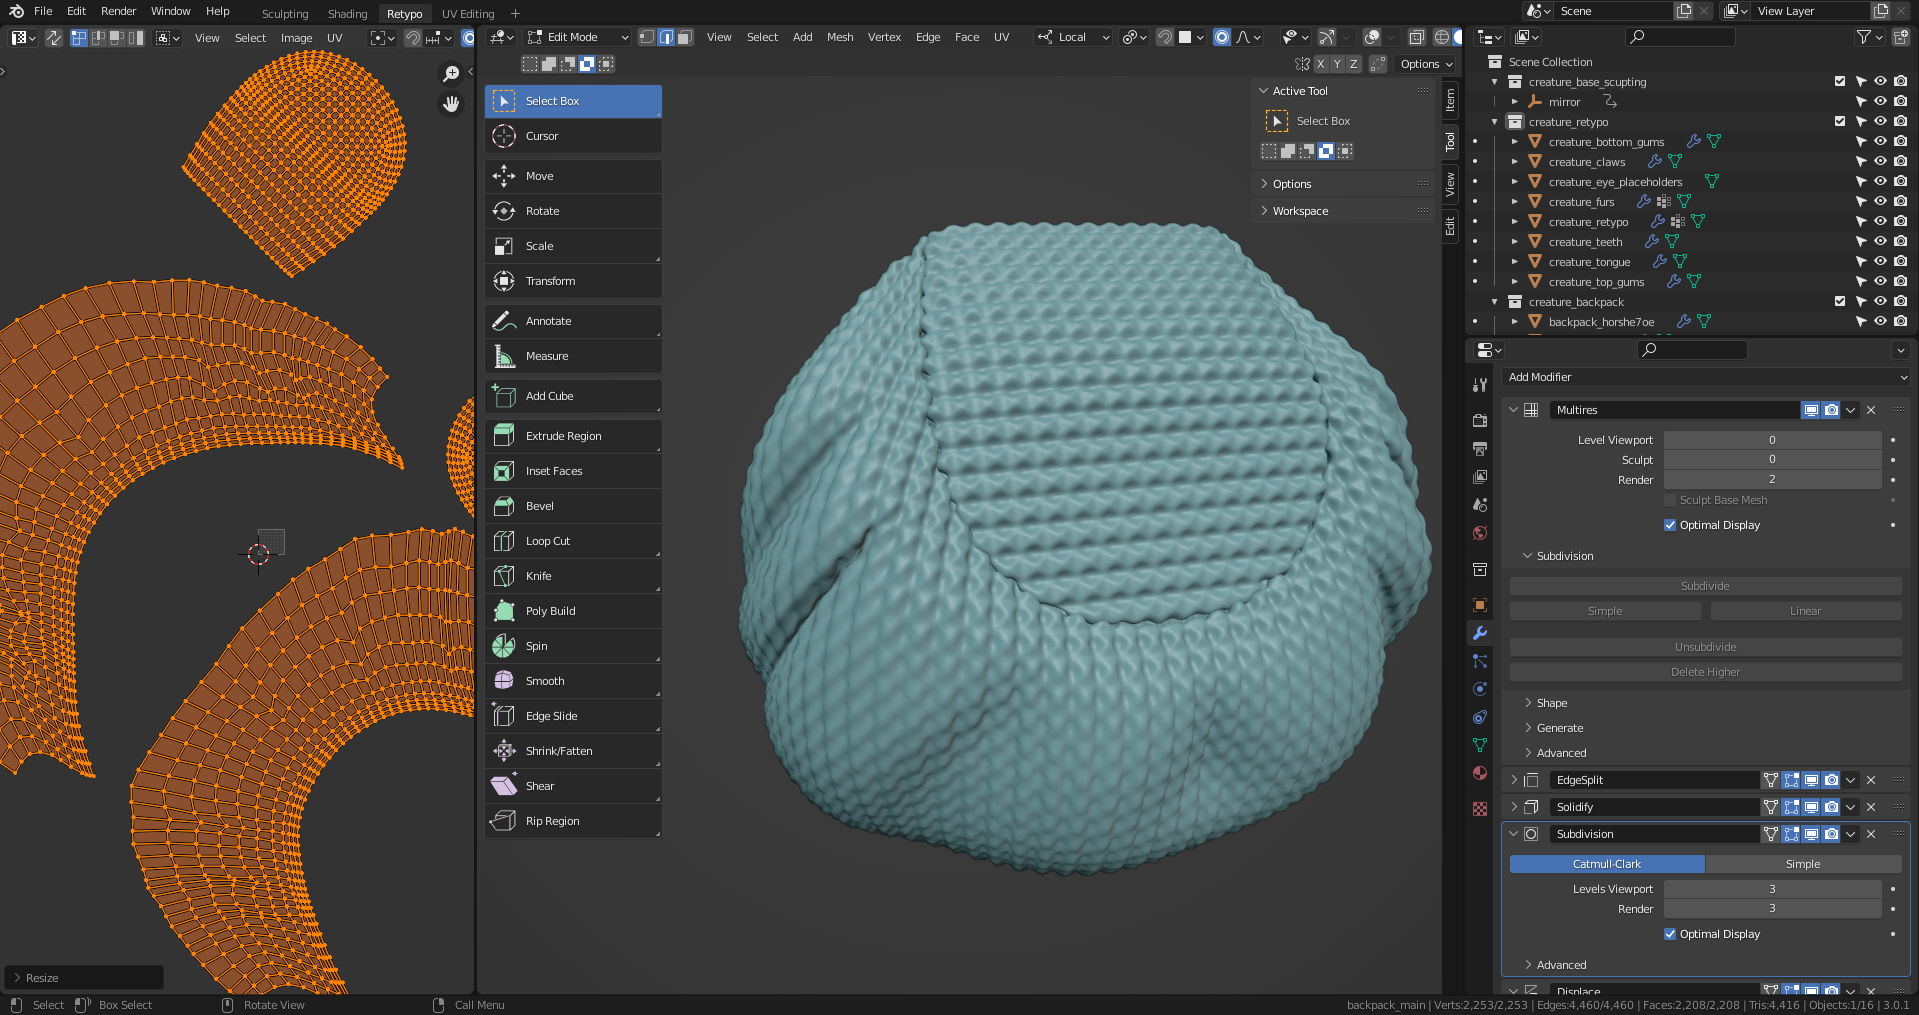 File Edit Render Window Help Sculpting Shading Retypo UV Editing + Scene View Layer
View Select Image UV Edit Mode View Select Add Mesh Vertex Edge Face UV Local
X Y Z Options
Select Box
Cursor
Move
Rotate
Scale
Transform
Annotate
Measure
Add Cube
Extrude Region
Inset Faces
Bevel
Loop Cut
Knife
Poly Build
Spin
Smooth
Edge Slide
Shrink/Fatten
Shear
Rip Region
Active Tool
Select Box
Options
Workspace
Item
Tool
View
Edit
Scene Collection
creature_base_scupting
mirror
creature_retypo
creature_bottom_gums
creature_claws
creature_eye_placeholders
creature_furs
creature_retypo
creature_teeth
creature_tongue
creature_top_gums
creature_backpack
backpack_horshe7oe
Add Modifier
Multires
Level Viewport 0
Sculpt 0
Render 2
Sculpt Base Mesh
Optimal Display
Subdivision
Subdivide
Simple Linear
Unsubdivide
Delete Higher
Shape
Generate
Advanced
EdgeSplit
Solidify
Subdivision
Catmull-Clark Simple
Levels Viewport 3
Render 3
Optimal Display
Advanced
Displace
Resize
Select Box Select Rotate View Call Menu backpack_main | Verts:2,253/2,253 | Edges:4,460/4,460 | Faces:2,208/2,208 | Tris:4,416 | Objects:1/16 | 3.0.1